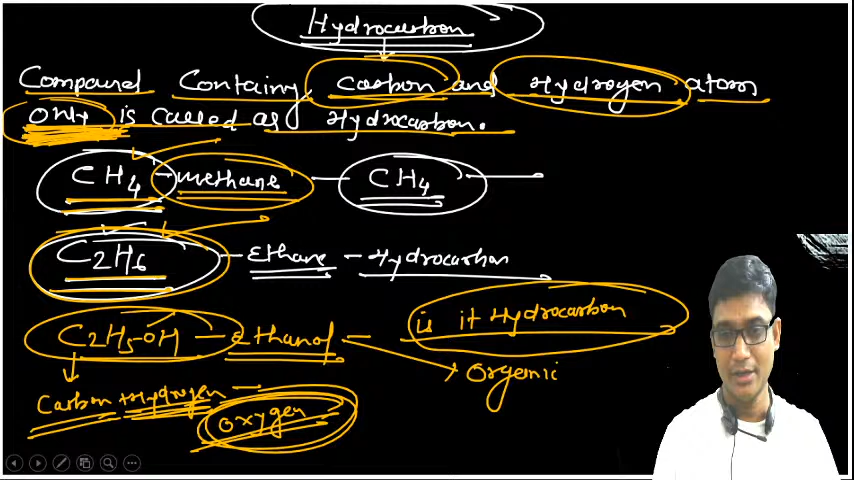 Hydrocarbon
Compound Containing Carbon and Hydrogen atom
only is called as Hydrocarbon.
CH4 - methane - CH4
C2H6 - Ethane - Hydrocarbon
C2H5-OH - Ethanol - is it Hydrocarbon
Orgenic
Carbon + Hydrogen -
oxygen